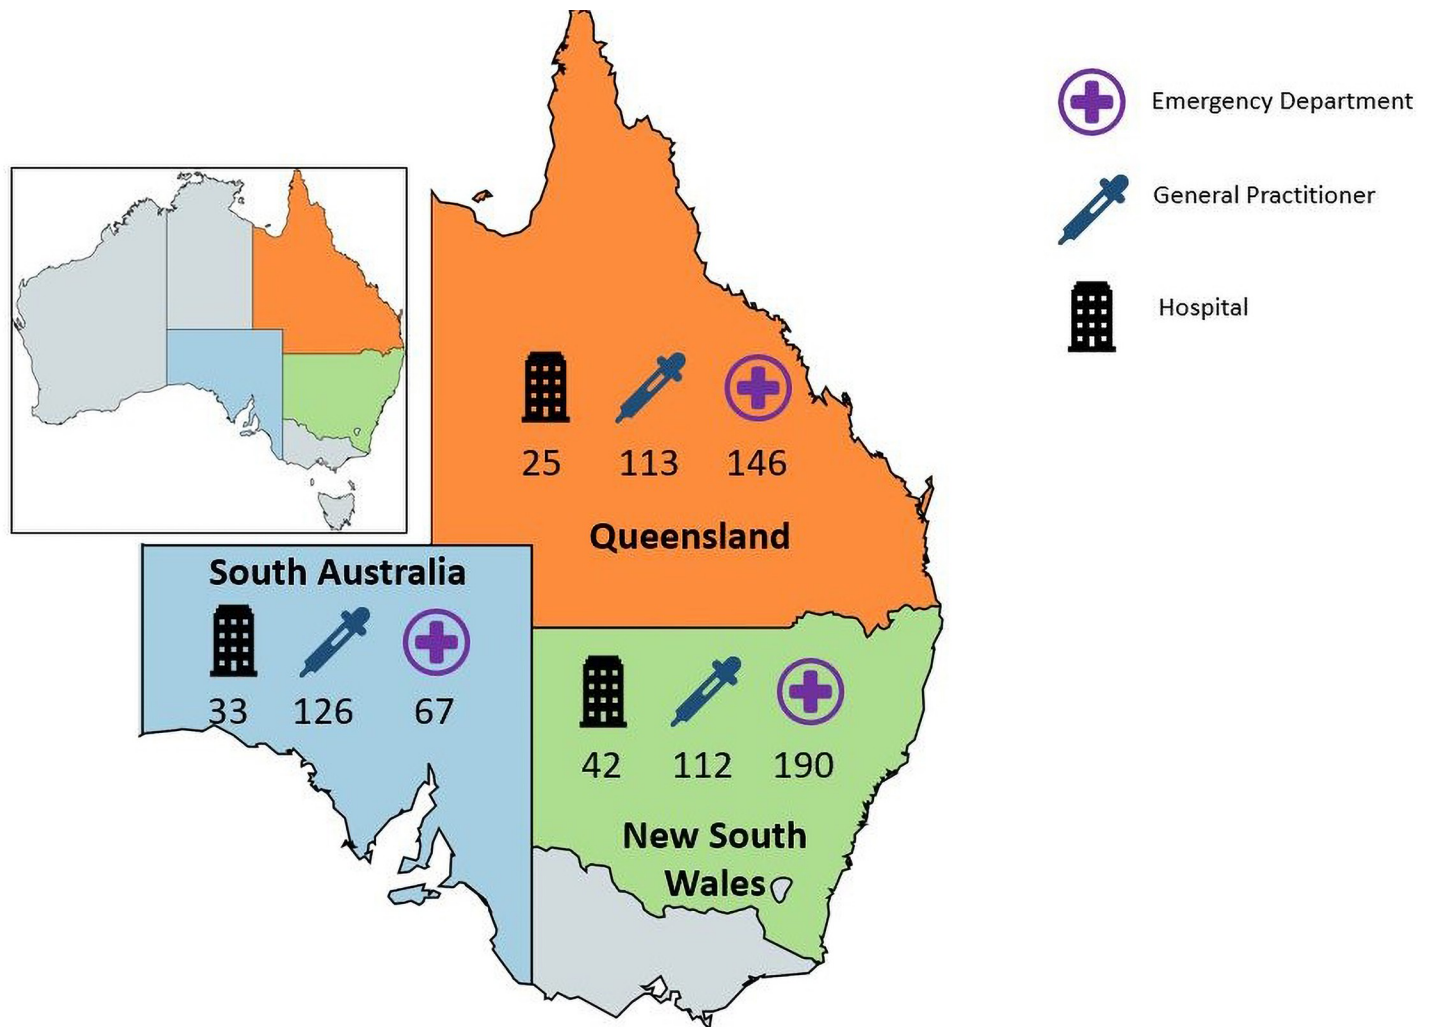 Emergency Department
General Practitioner
Hospital
25 113 146
Queensland
South Australia
33 126 67
42 112 190
New South
Wales